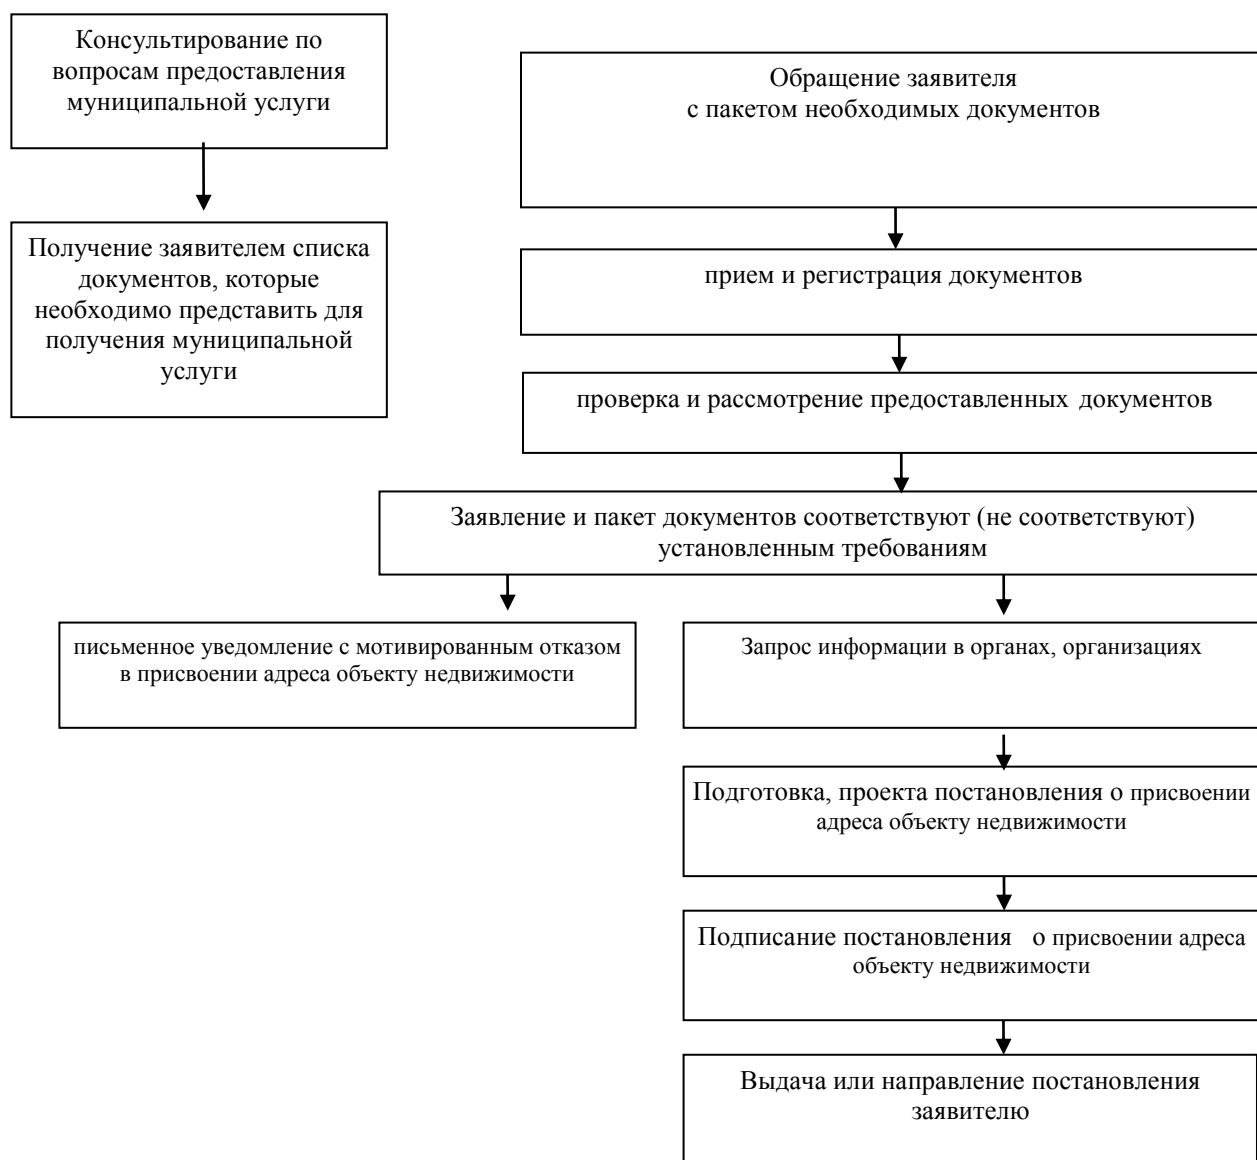 Консультирование по
вопросам предоставления
муниципальной услуги
Получение заявителем списка
документов, которые
необходимо представить для
получения муниципальной
услуги
Обращение заявителя
с пакетом необходимых документов
прием и регистрация документов
проверка и рассмотрение предоставленных документов
Заявление и пакет документов соответствуют (не соответствуют)
установленным требованиям
письменное уведомление с мотивированным отказом
в присвоении адреса объекту недвижимости
Запрос информации в органах, организациях
Подготовка, проекта постановления о присвоении
адреса объекту недвижимости
Подписание постановления о присвоении адреса
объекту недвижимости
Выдача или направление постановления
заявителю